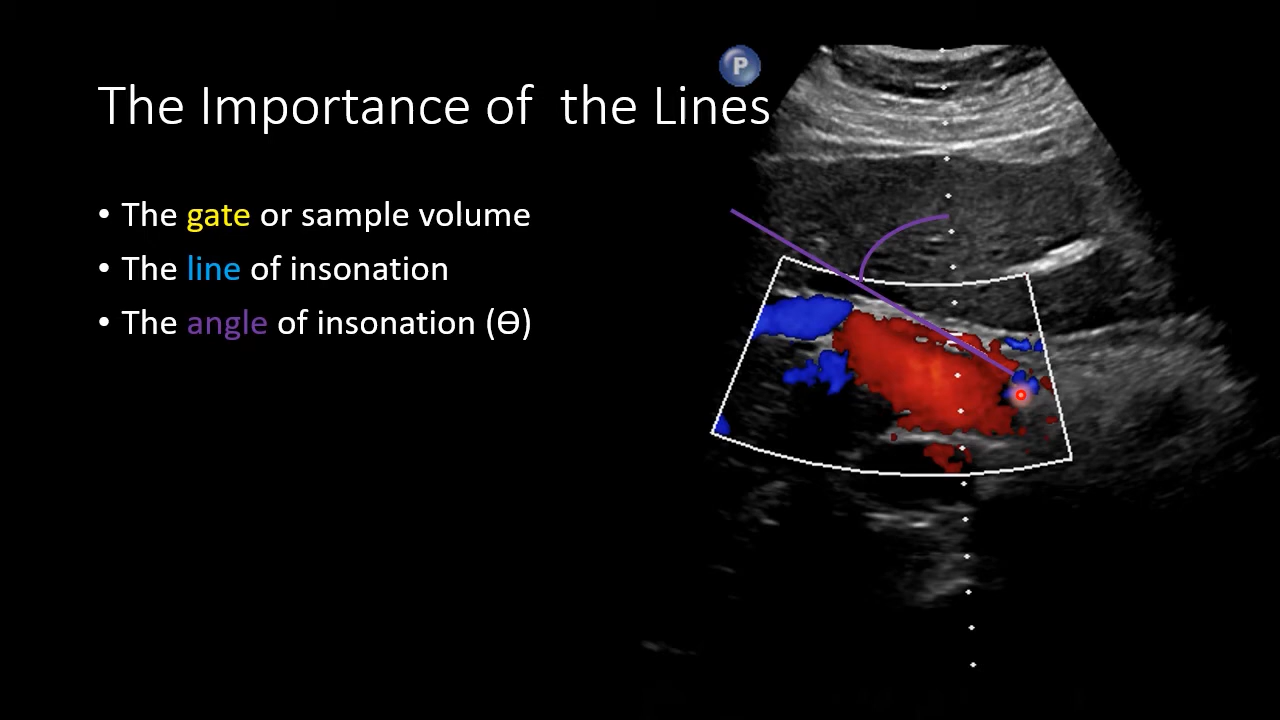 P
The Importance of  the Lines
• The gate or sample volume
• The line of insonation
• The angle of insonation (Ɵ)